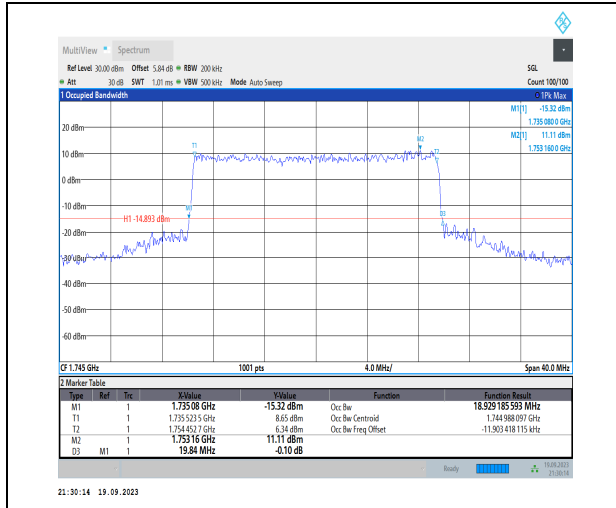 MultiView Spectrum
Ref Level 30.00 dBm Offset 5.84 dB RBW 200 kHz SGL
Att 30 dB SWT 1.01 ms VBW 500 kHz Mode Auto Sweep Count 100/100
1 Occupied Bandwidth 1Pk Max
M1[1] -15.32 dBm
1.735 080 0 GHz
M2[1] 11.11 dBm
1.753 160 0 GHz
20 dBm
M2
T1
T2
10 dBm
0 dBm
-10 dBm
M1
D3
H1 -14.893 dBm
-20 dBm
-30 dBm
-40 dBm
-50 dBm
-60 dBm
CF 1.745 GHz 1001 pts 4.0 MHz/ Span 40.0 MHz
2 Marker Table
Type Ref Trc X-Value Y-Value Function Function Result
M1 1 1.735 08 GHz -15.32 dBm Occ Bw 18.929 185 593 MHz
T1 1 1.735 523 5 GHz 8.65 dBm Occ Bw Centroid 1.744 988 097 GHz
T2 1 1.754 452 7 GHz 6.34 dBm Occ Bw Freq Offset -11.903 418 115 kHz
M2 1 1.753 16 GHz 11.11 dBm
D3 M1 1 19.84 MHz -0.10 dB
Ready 19.09.2023
21:30:14
21:30:14 19.09.2023